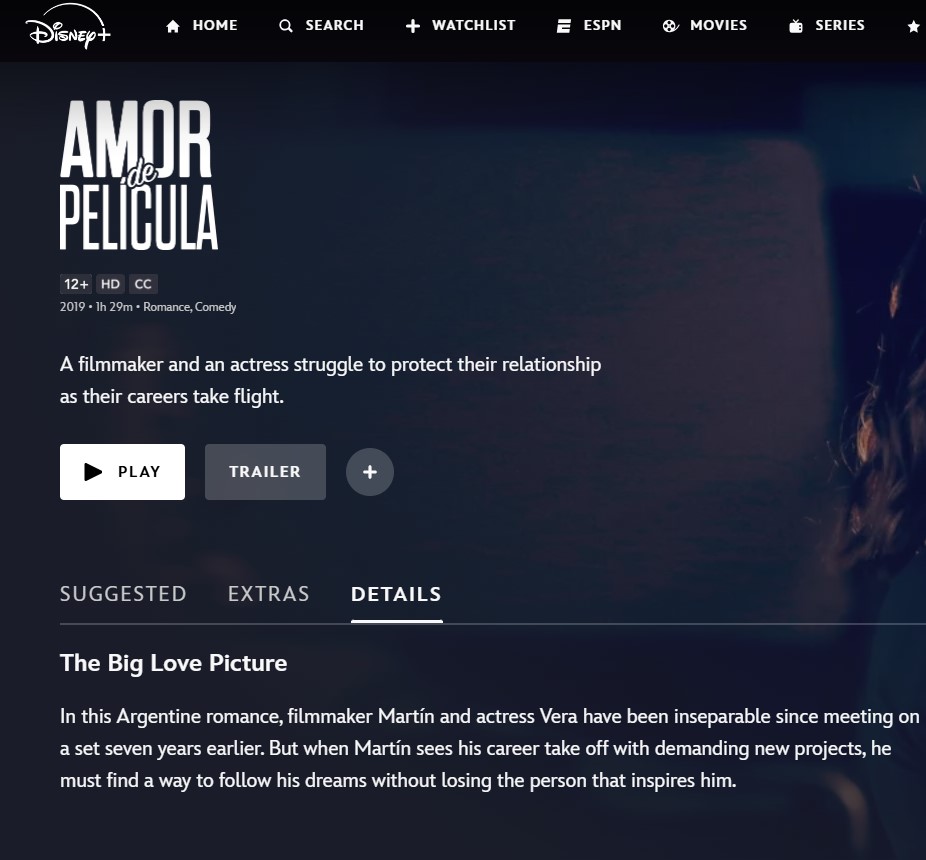 Disney+
HOME
SEARCH
WATCHLIST
ESPN
MOVIES
SERIES
AMOR
de
PELÍCULA
12+ HD CC
2019 • 1h 29m • Romance, Comedy
A filmmaker and an actress struggle to protect their relationship
as their careers take flight.
PLAY
TRAILER
SUGGESTED
EXTRAS
DETAILS
The Big Love Picture
In this Argentine romance, filmmaker Martín and actress Vera have been inseparable since meeting on
a set seven years earlier. But when Martín sees his career take off with demanding new projects, he
must find a way to follow his dreams without losing the person that inspires him.